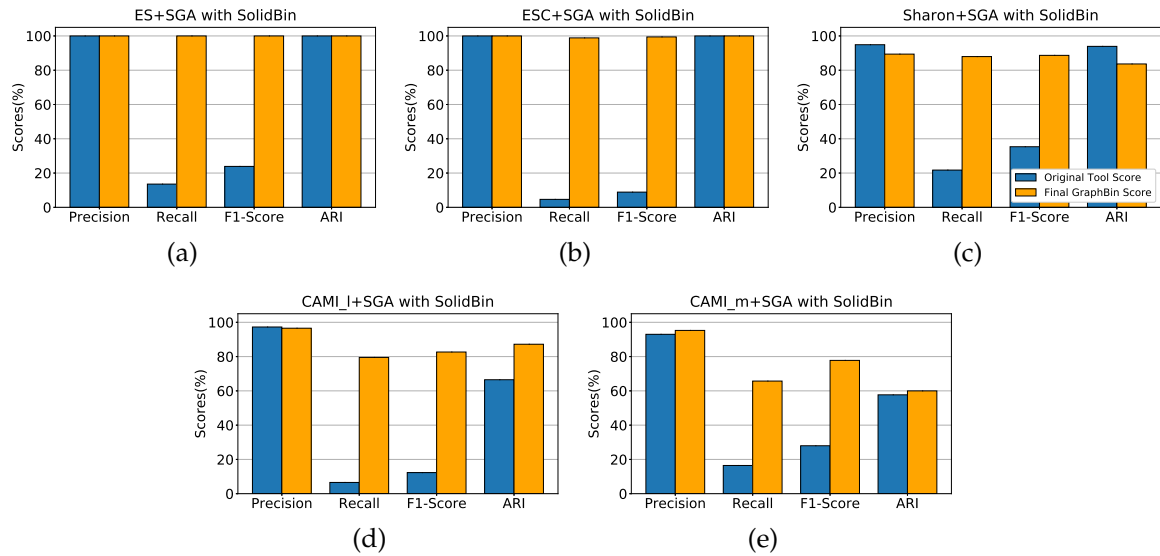 ES+SGA with SolidBin
Scores(%)
100
80
60
40
20
0
Precision Recall F1-Score ARI
(a)
ESC+SGA with SolidBin
Scores(%)
100
80
60
40
20
0
Precision Recall F1-Score ARI
(b)
Sharon+SGA with SolidBin
Scores(%)
100
80
60
40
20
0
Original Tool Score
Final GraphBin Score
Precision Recall F1-Score ARI
(c)
CAMI_l+SGA with SolidBin
Scores(%)
100
80
60
40
20
0
Precision Recall F1-Score ARI
(d)
CAMI_m+SGA with SolidBin
Scores(%)
100
80
60
40
20
0
Precision Recall F1-Score ARI
(e)